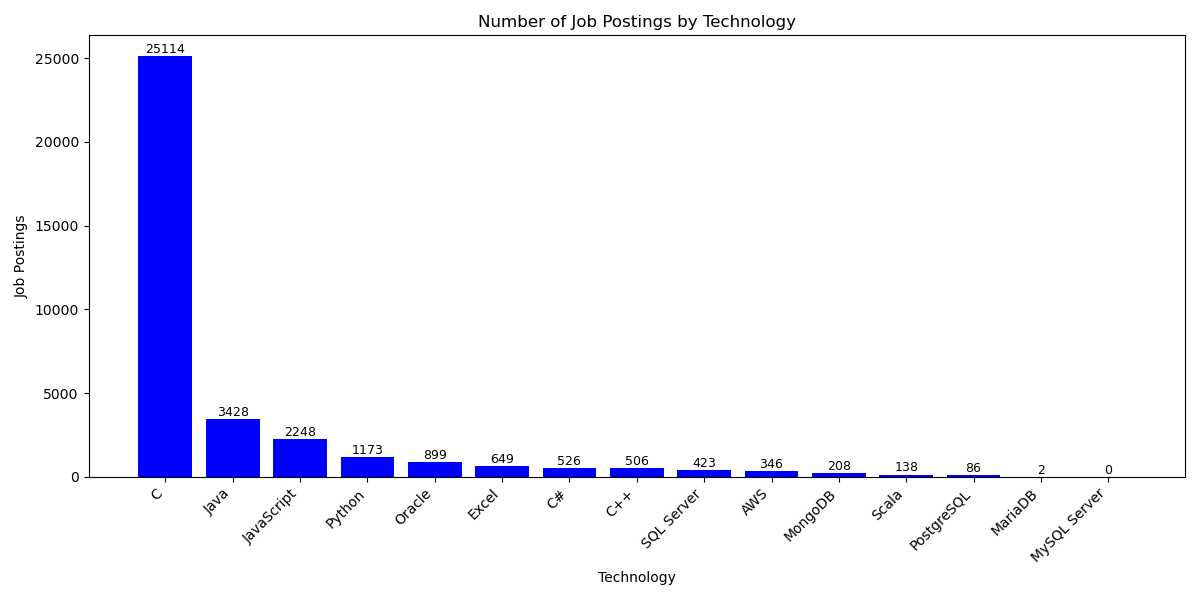 Number of Job Postings by Technology
25114
3428
2248
1173
899
649
526
506
423
346
208
138
86
2
0
25000
20000
15000
10000
5000
0
Job Postings
C
Java
JavaScript
Python
Oracle
Excel
C#
C++
SQL Server
AWS
MongoDB
Scala
PostgreSQL
MariaDB
MySQL Server
Technology